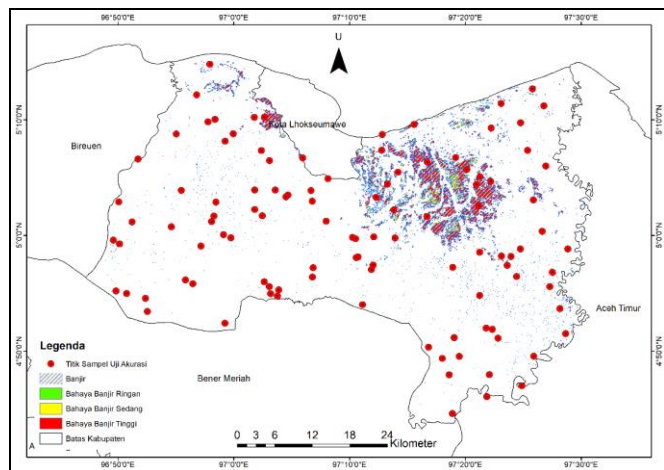 96°50'0"E 97°0'0"E 97°10'0"E 97°20'0"E 97°30'0"E
U
5°10'0"N 5°10'0"N
Kota Lhokseumawe
Bireuen
5°0'0"N 5°0'0"N
Aceh Timur
4°50'0"N 4°50'0"N
Bener Meriah
Legenda
Titik Sampel Uji Akurasi
Banjir
Bahaya Banjir Ringan
Bahaya Banjir Sedang
Bahaya Banjir Tinggi
Batas Kabupaten
A
0 3 6 12 18 24
Kilometer
96°50'0"E 97°0'0"E 97°10'0"E 97°20'0"E 97°30'0"E